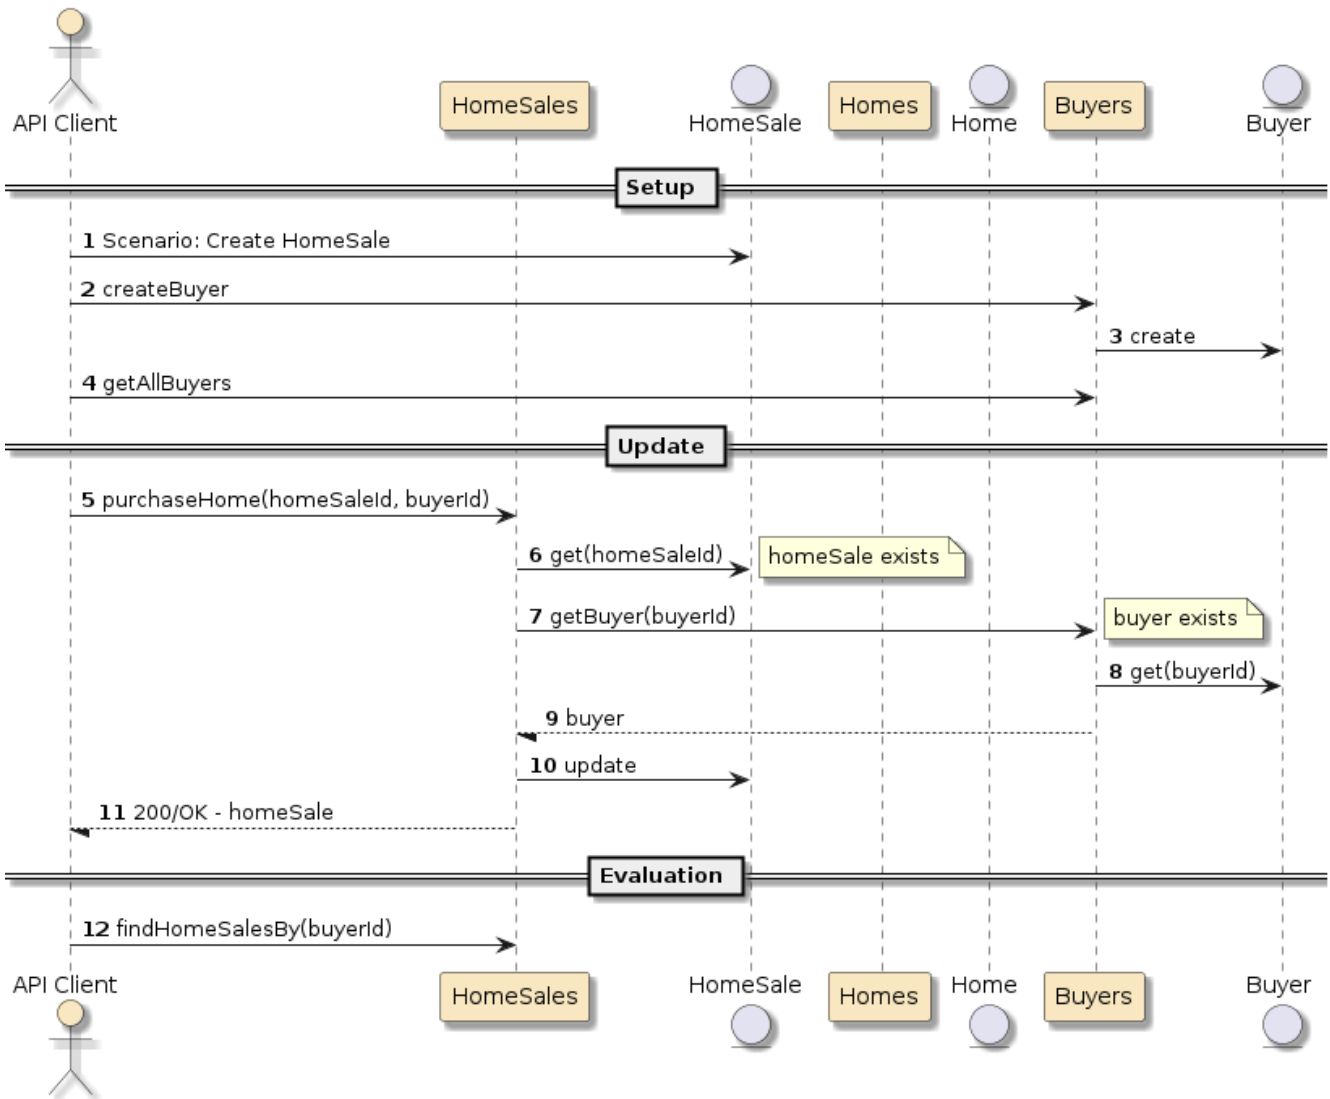 API Client
HomeSales
HomeSale
Homes
Home
Buyers
Buyer
Setup
1 Scenario: Create HomeSale
2 createBuyer
3 create
4 getAllBuyers
Update
5 purchaseHome(homeSaleId, buyerId)
6 get(homeSaleId)
homeSale exists
7 getBuyer(buyerId)
buyer exists
8 get(buyerId)
9 buyer
10 update
11 200/OK - homeSale
Evaluation
12 findHomeSalesBy(buyerId)
API Client
HomeSales
HomeSale
Homes
Home
Buyers
Buyer